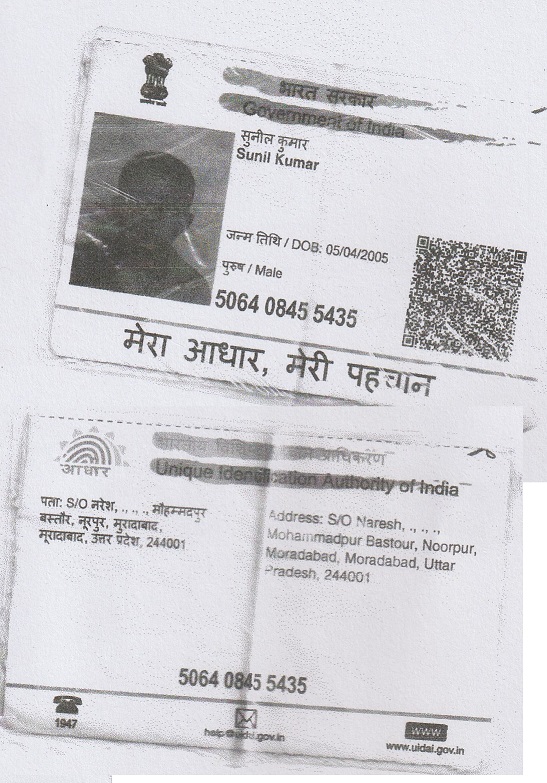 भारत सरकार
Government of India
सुनील कुमार
Sunil Kumar
जन्म तिथि / DOB: 05/04/2005
पुरुष / Male
5064 0845 5435
मेरा आधार, मेरी पहचान
आधार
भारतीय विशिष्ट पहचान प्राधिकरण
Unique Identification Authority of India
पता: S/O नरेश, ., ., ., मौहम्मदपुर
बस्तौर, नूरपुर, मुरादाबाद,
मूरादाबाद, उत्तर प्रदेश, 244001
Address: S/O Naresh, ., ., .,
Mohammadpur Bastour, Noorpur,
Moradabad, Moradabad, Uttar
Pradesh, 244001
5064 0845 5435
1947
help@uidai.gov.in
www
www.uidai.gov.in